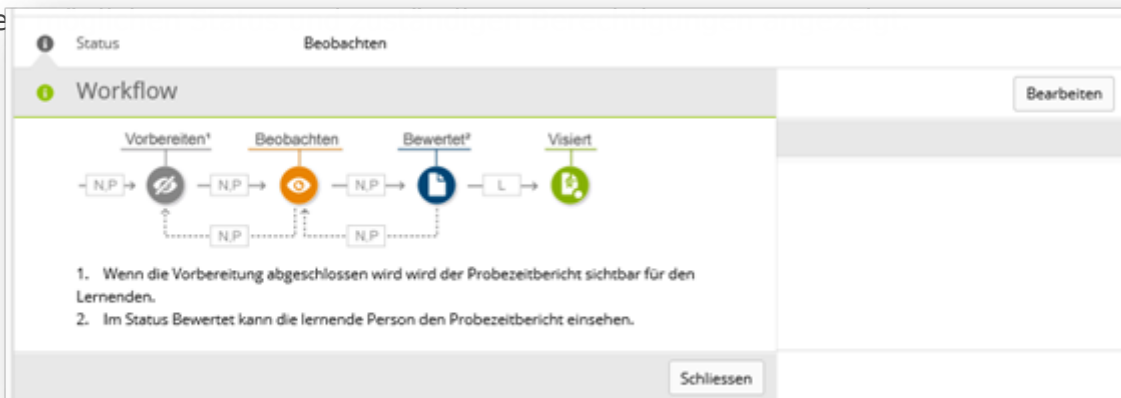 e
Status Beobachten
Workflow Bearbeiten
Vorbereiten¹ Beobachten Bewertet² Visiert
N,P N,P N,P L
N,P N,P
1. Wenn die Vorbereitung abgeschlossen wird wird der Probezeitbericht sichtbar für den
Lernenden.
2. Im Status Bewertet kann die lernende Person den Probezeitbericht einsehen.
Schliessen